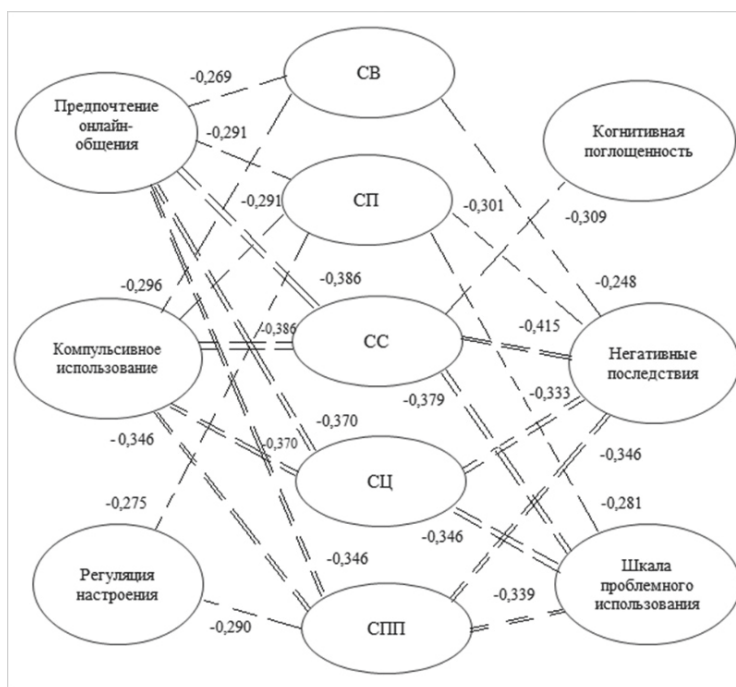 СВ
-0,269
Предпочтение
онлайн-
общения
Когнитивная
поглощенность
-0,291
СП
-0,291
-0,301
-0,309
-0,296
-0,386
-0,248
-0,386
СС
-0,415
Компульсивное
использование
Негативные
последствия
-0,379
-0,333
-0,346
-0,370
-0,370
-0,346
СЦ
-0,275
-0,281
-0,346
-0,346
Регуляция
настроения
Шкала
проблемного
использования
-0,339
СПП
-0,290